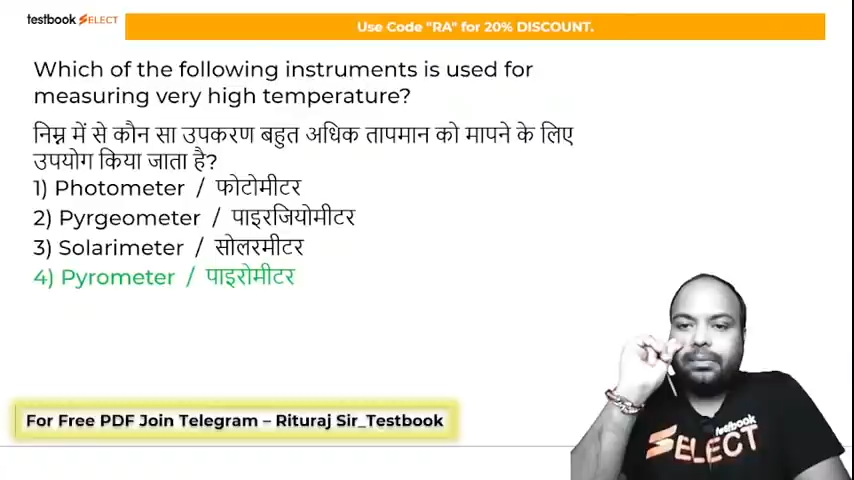 testbook SELECT
Use Code "RA" for 20% DISCOUNT.
Which of the following instruments is used for
measuring very high temperature?
निम्न में से कौन सा उपकरण बहुत अधिक तापमान को मापने के लिए
उपयोग किया जाता है?
1) Photometer / फोटोमीटर
2) Pyrgeometer / पाइरजियोमीटर
3) Solarimeter / सोलरमीटर
4) Pyrometer / पाइरोमीटर
For Free PDF Join Telegram – Rituraj Sir_Testbook
testbook
SELECT